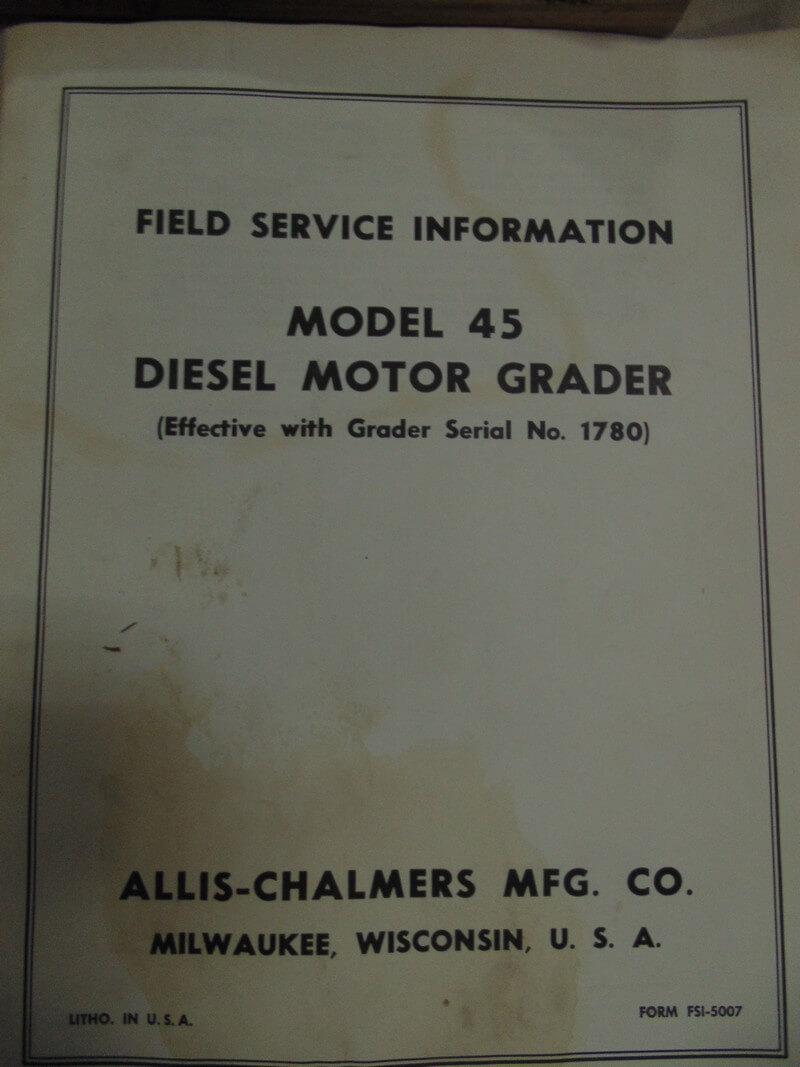 FIELD SERVICE INFORMATION
MODEL 45
DIESEL MOTOR GRADER
(Effective with Grader Serial No. 1780)
ALLIS-CHALMERS MFG. CO.
MILWAUKEE, WISCONSIN, U. S. A.
LITHO. IN U. S. A.
FORM FSI-5007